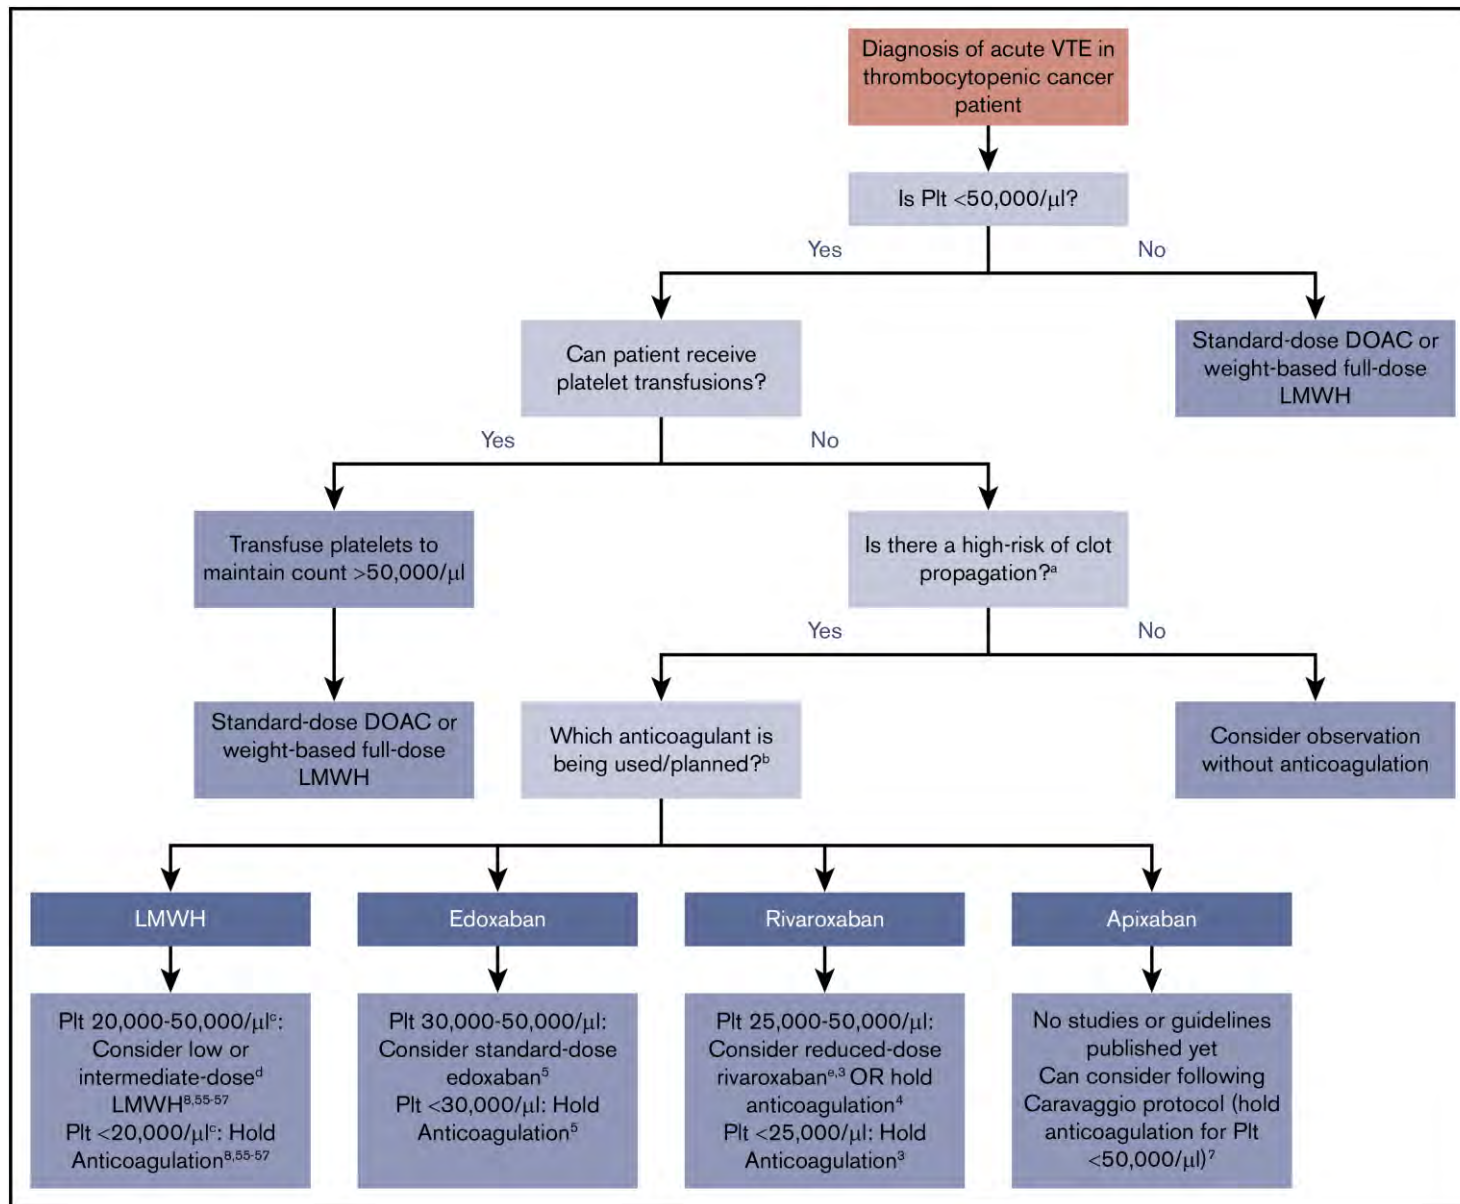 Diagnosis of acute VTE in
thrombocytopenic cancer
patient
Is Plt <50,000/μl?
Yes
No
Can patient receive
platelet transfusions?
Standard-dose DOAC or
weight-based full-dose
LMWH
Yes
No
Transfuse platelets to
maintain count >50,000/μl
Is there a high-risk of clot
propagation?ᵃ
Yes
No
Standard-dose DOAC or
weight-based full-dose
LMWH
Which anticoagulant is
being used/planned?ᵇ
Consider observation
without anticoagulation
LMWH
Edoxaban
Rivaroxaban
Apixaban
Plt 20,000-50,000/μlᶜ:
Consider low or
intermediate-doseᵈ
LMWH⁸,⁵⁵⁻⁵⁷
Plt <20,000/μlᶜ: Hold
Anticoagulation⁸,⁵⁵⁻⁵⁷
Plt 30,000-50,000/μl:
Consider standard-dose
edoxaban⁵
Plt <30,000/μl: Hold
Anticoagulation⁵
Plt 25,000-50,000/μl:
Consider reduced-dose
rivaroxabanᵉ,³ OR hold
anticoagulation⁴
Plt <25,000/μl: Hold
Anticoagulation³
No studies or guidelines
published yet
Can consider following
Caravaggio protocol (hold
anticoagulation for Plt
<50,000/μl)⁷